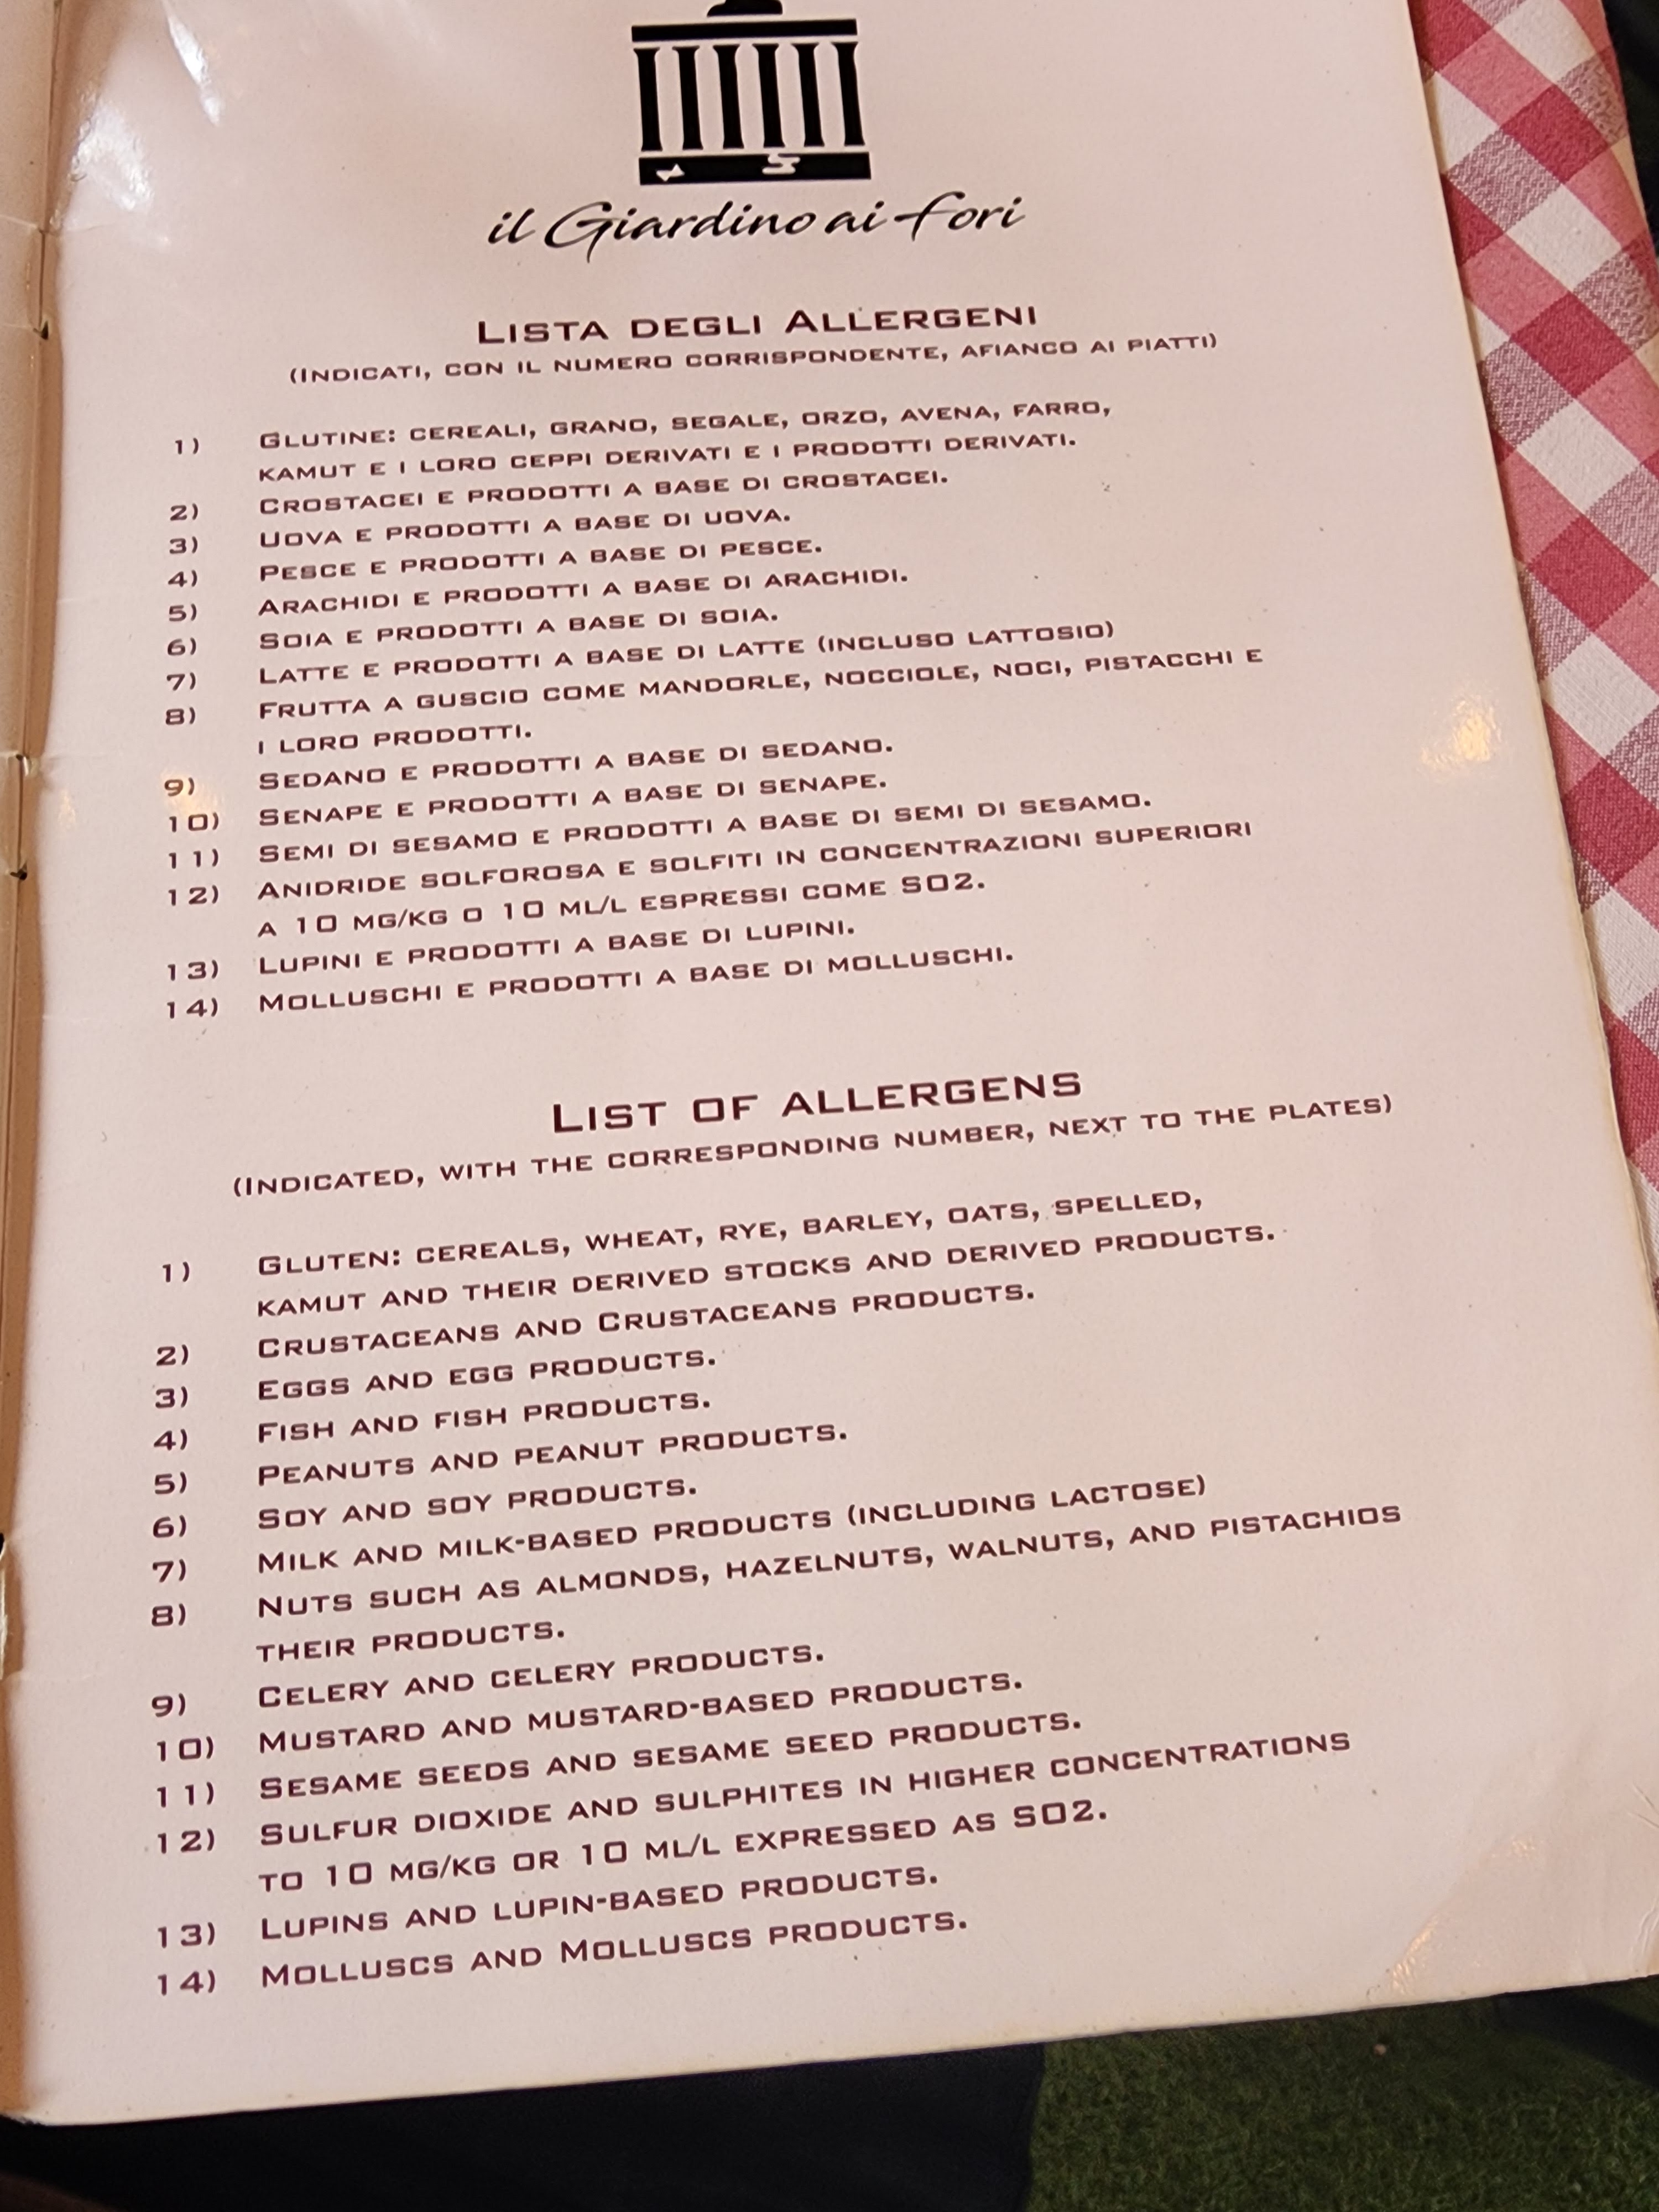 il Giardino ai fori
Lista degli Allergeni
(Indicati, con il numero corrispondente, afianco ai piatti)
1) Glutine: cereali, grano, segale, orzo, avena, farro,
kamut e i loro ceppi derivati e i prodotti derivati.
2) Crostacei e prodotti a base di crostacei.
3) Uova e prodotti a base di uova.
4) Pesce e prodotti a base di pesce.
5) Arachidi e prodotti a base di arachidi.
6) Soia e prodotti a base di soia.
7) Latte e prodotti a base di latte (incluso lattosio)
8) Frutta a guscio come mandorle, nocciole, noci, pistacchi e
i loro prodotti.
9) Sedano e prodotti a base di sedano.
10) Senape e prodotti a base di senape.
11) Semi di sesamo e prodotti a base di semi di sesamo.
12) Anidride solforosa e solfiti in concentrazioni superiori
a 10 mg/kg o 10 ml/l espressi come SO2.
13) Lupini e prodotti a base di lupini.
14) Molluschi e prodotti a base di molluschi.
List of allergens
(Indicated, with the corresponding number, next to the plates)
1) Gluten: cereals, wheat, rye, barley, oats, spelled,
kamut and their derived stocks and derived products.
2) Crustaceans and Crustaceans products.
3) Eggs and egg products.
4) Fish and fish products.
5) Peanuts and peanut products.
6) Soy and soy products.
7) Milk and milk-based products (including lactose)
8) Nuts such as almonds, hazelnuts, walnuts, and pistachios
their products.
9) Celery and celery products.
10) Mustard and mustard-based products.
11) Sesame seeds and sesame seed products.
12) Sulfur dioxide and sulphites in higher concentrations
to 10 mg/kg or 10 ml/l expressed as SO2.
13) Lupins and lupin-based products.
14) Molluscs and Molluscs products.